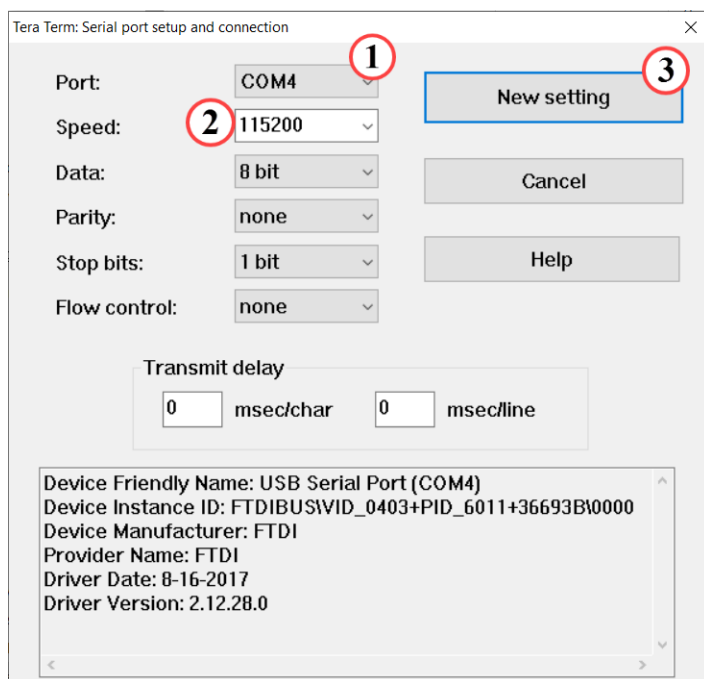 Tera Term: Serial port setup and connection
1
Port: COM4
3
New setting
Speed: 2 115200
Data: 8 bit
Cancel
Parity: none
Stop bits: 1 bit
Help
Flow control: none
Transmit delay
0 msec/char 0 msec/line
Device Friendly Name: USB Serial Port (COM4)
Device Instance ID: FTDIBUS\VID_0403+PID_6011+36693B\0000
Device Manufacturer: FTDI
Provider Name: FTDI
Driver Date: 8-16-2017
Driver Version: 2.12.28.0